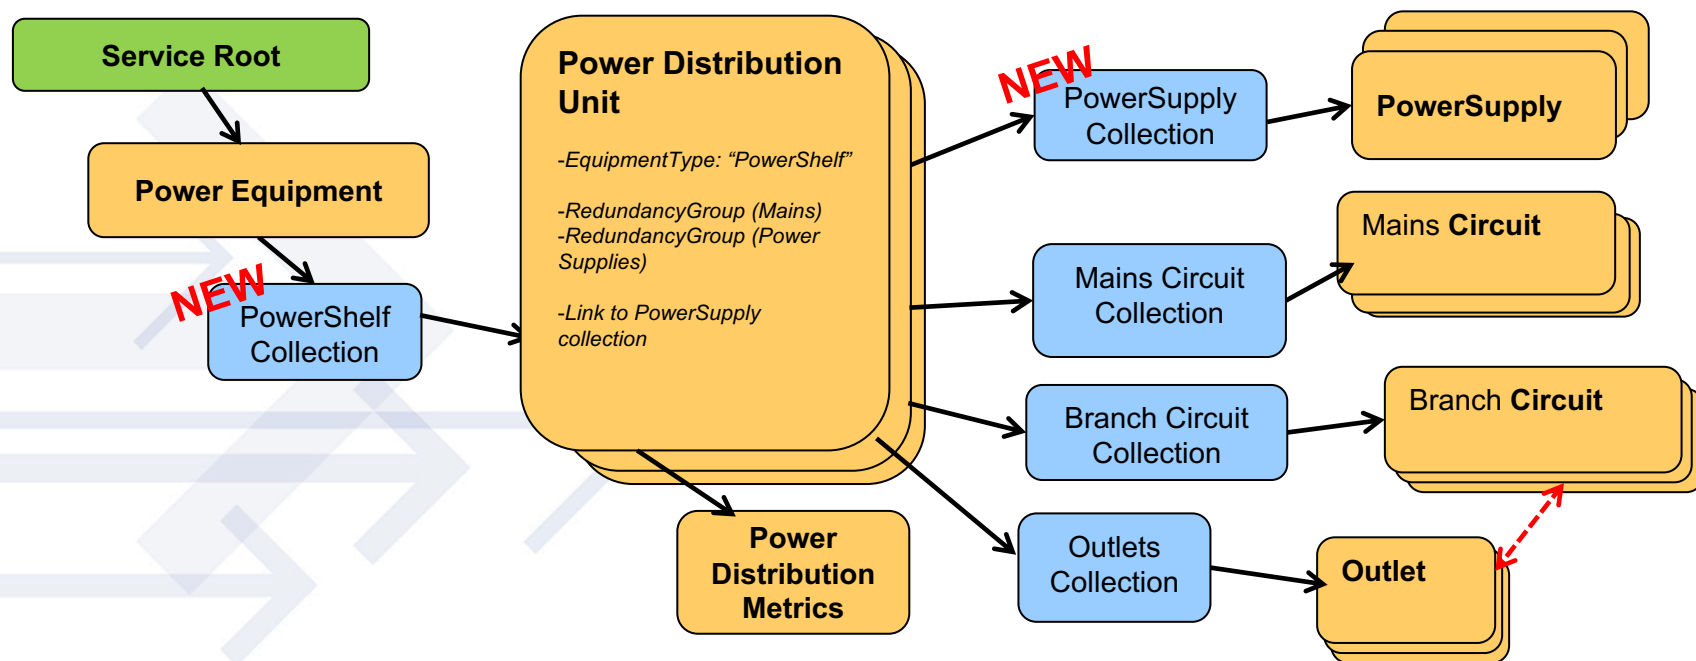 Service Root
Power Equipment
NEW
PowerShelf
Collection
Power Distribution
Unit
-EquipmentType: “PowerShelf”
-RedundancyGroup (Mains)
-RedundancyGroup (Power
Supplies)
-Link to PowerSupply
collection
Power
Distribution
Metrics
NEW
PowerSupply
Collection
PowerSupply
Mains Circuit
Collection
Mains Circuit
Branch Circuit
Collection
Branch Circuit
Outlets
Collection
Outlet